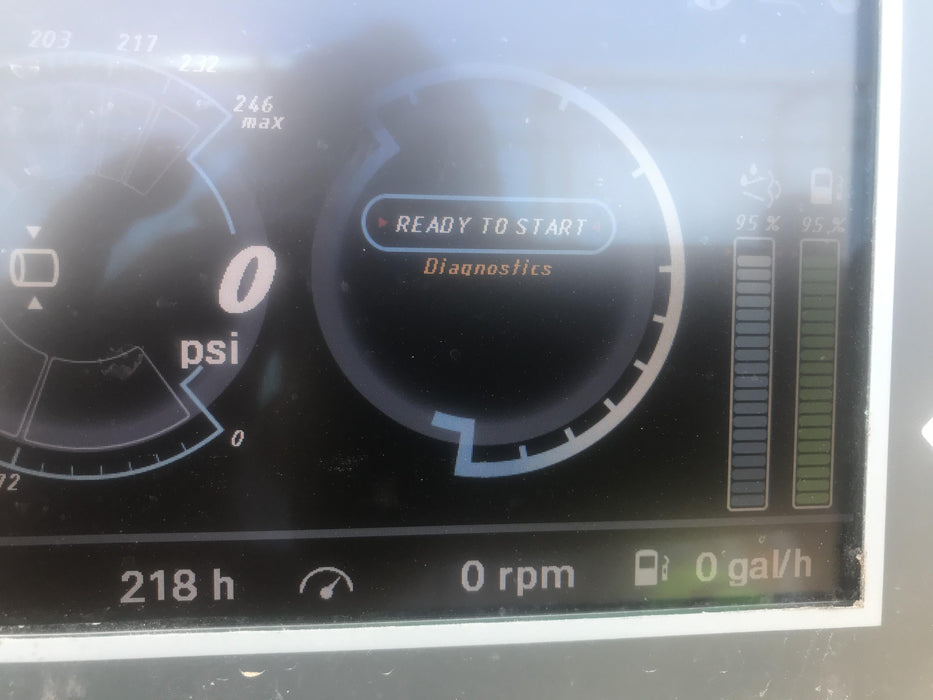 203
217
232
246
max
READY TO START
Diagnostics
95 %
95 %
0
psi
0
72
218 h
0 rpm
0 gal/h